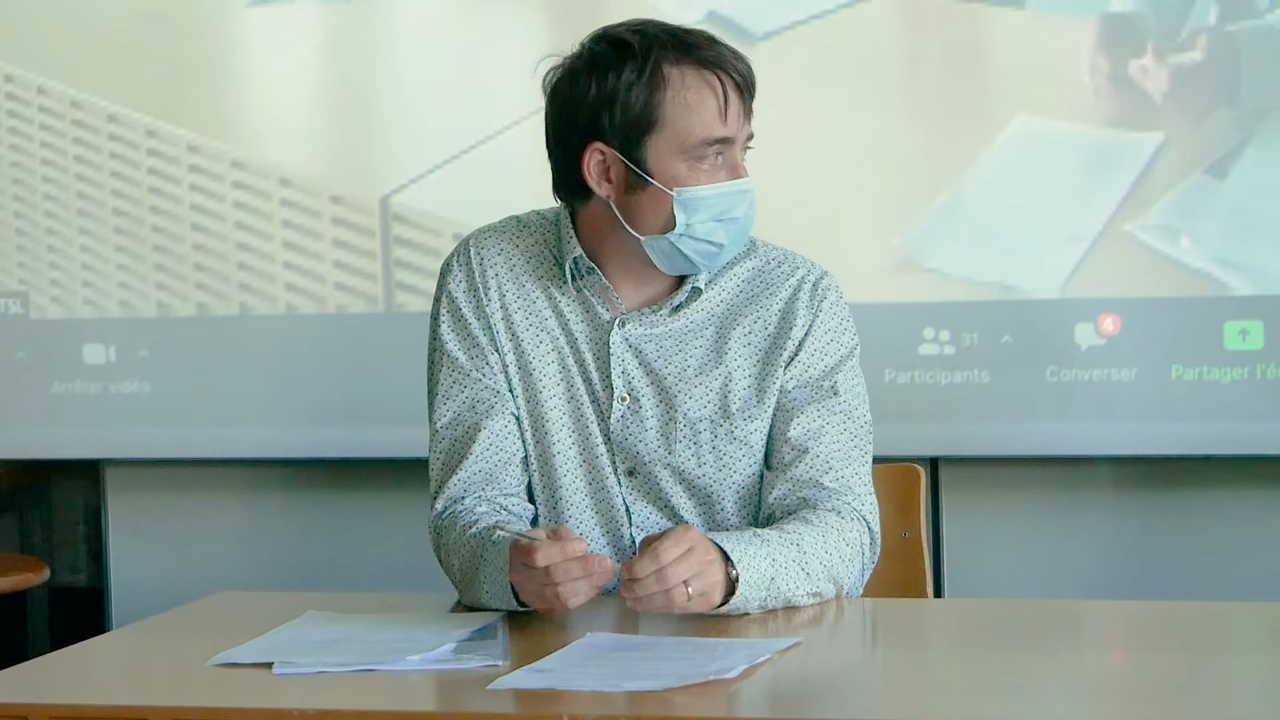 TSL
Arrêter vidéo
31
4
Participants
Converser
Partager l'é